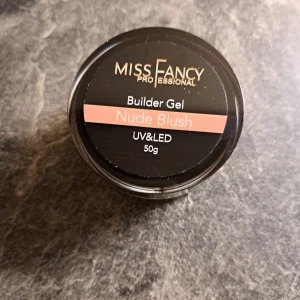 MISS FANCY
PROFESSIONAL
Builder Gel
Nude Blush
UV&LED
50g